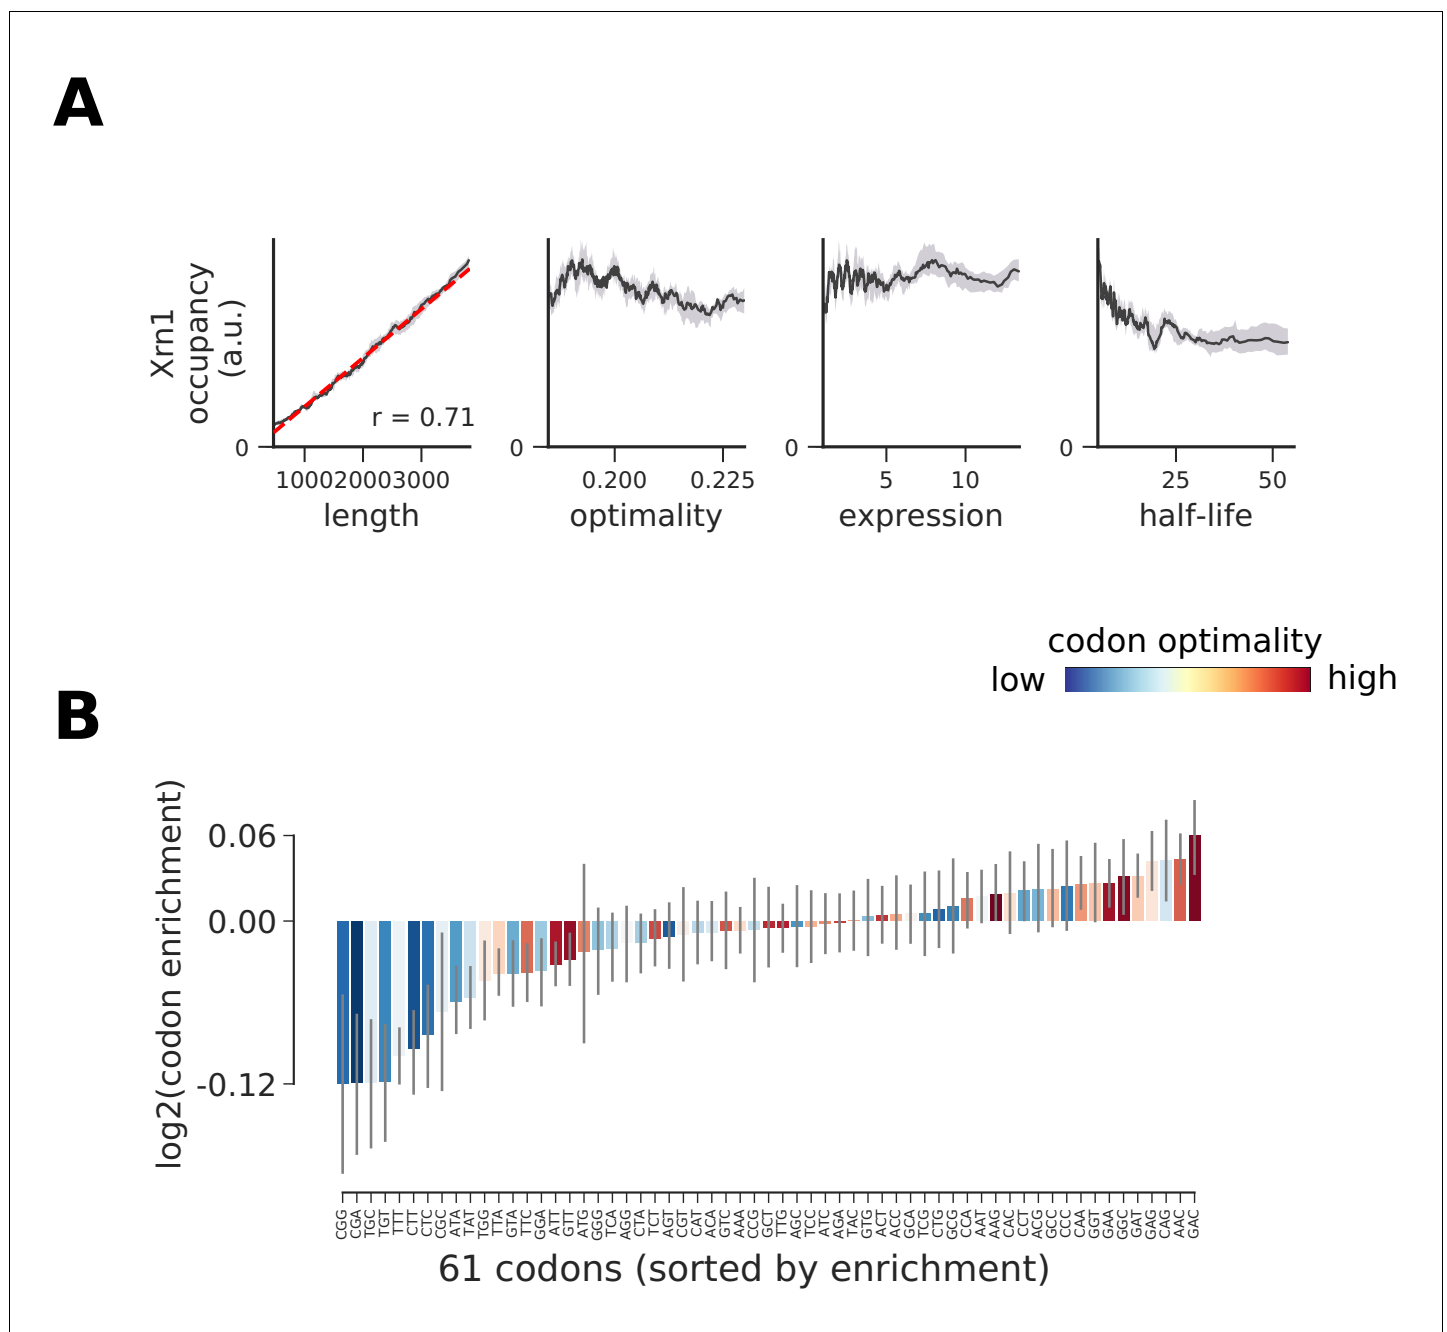 A
Xrn1
occupancy
(a.u.)
r = 0.71
0
0
0
0
1000 2000 3000
0.200 0.225
5 10
25 50
length
optimality
expression
half-life
codon optimality
low
high
B
log2(codon enrichment)
0.06
0.00
-0.12
CGG CGA TGC TGT TTT CTT CTC CGC ATA TAT TGG TTA GTA TTC GGA ATT GTT ATG GGG TCA AGG CTA TCT AGT CGT CAT ACA GTC AAA CCG GCT TTG AGC TCC ATC AGA TAC GTG ACT ACC GCA TCG CTG GCG CCA AAT AAG CAC CCT ACG GCC CCC CAA GGT GAA GGC GAT GAG CAG AAC GAC
61 codons (sorted by enrichment)